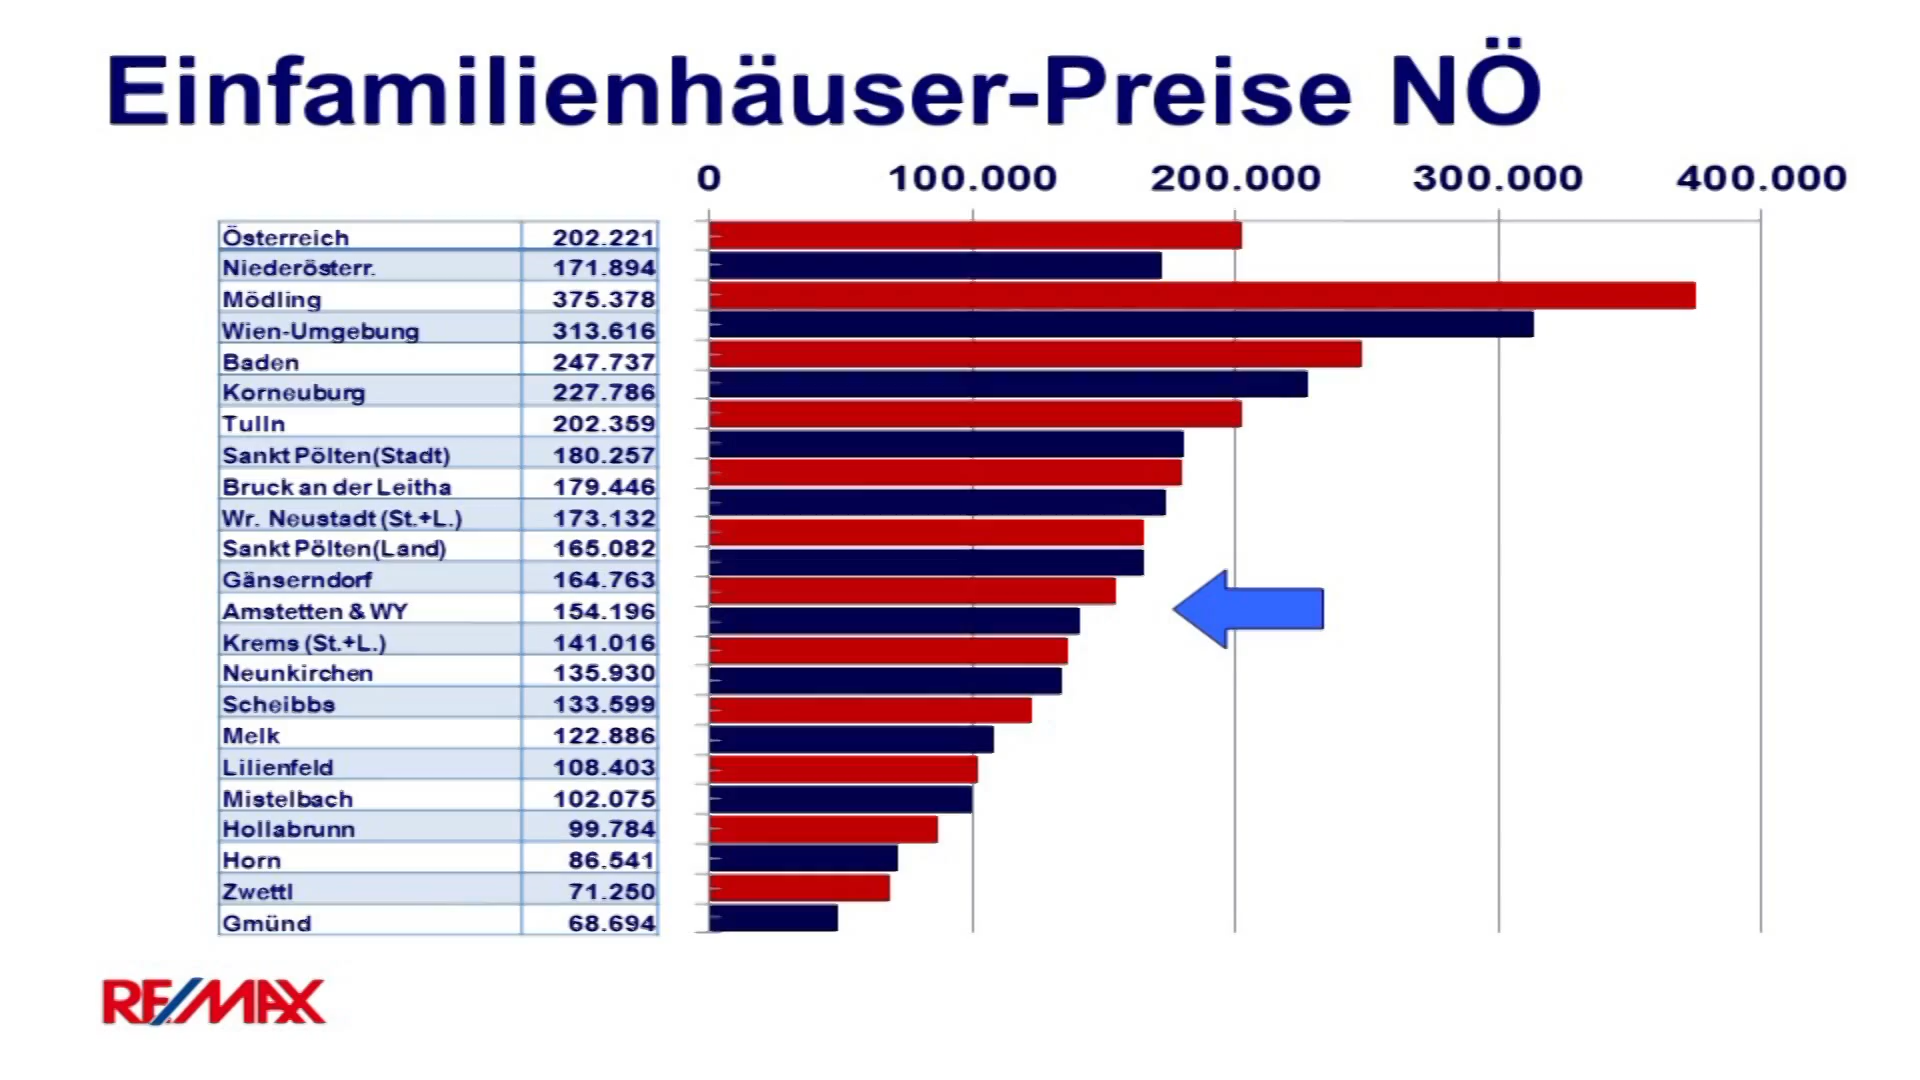 Einfamilienhäuser-Preise NÖ
0 100.000 200.000 300.000 400.000
Österreich 202.221
Niederösterr. 171.894
Mödling 375.378
Wien-Umgebung 313.616
Baden 247.737
Korneuburg 227.786
Tulln 202.359
Sankt Pölten(Stadt) 180.257
Bruck an der Leitha 179.446
Wr. Neustadt (St.+L.) 173.132
Sankt Pölten(Land) 165.082
Gänserndorf 164.763
Amstetten & WY 154.196
Krems (St.+L.) 141.016
Neunkirchen 135.930
Scheibbs 133.599
Melk 122.886
Lilienfeld 108.403
Mistelbach 102.075
Hollabrunn 99.784
Horn 86.541
Zwettl 71.250
Gmünd 68.694
RE/MAX